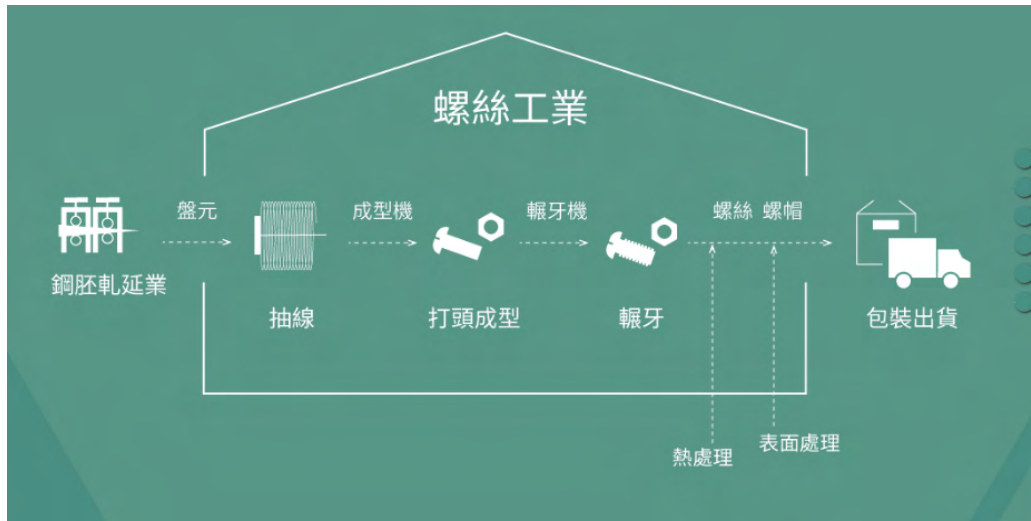 螺絲工業
盤元
成型機
輾牙機
螺絲 螺帽
鋼胚軋延業
抽線
打頭成型
輾牙
包裝出貨
熱處理
表面處理